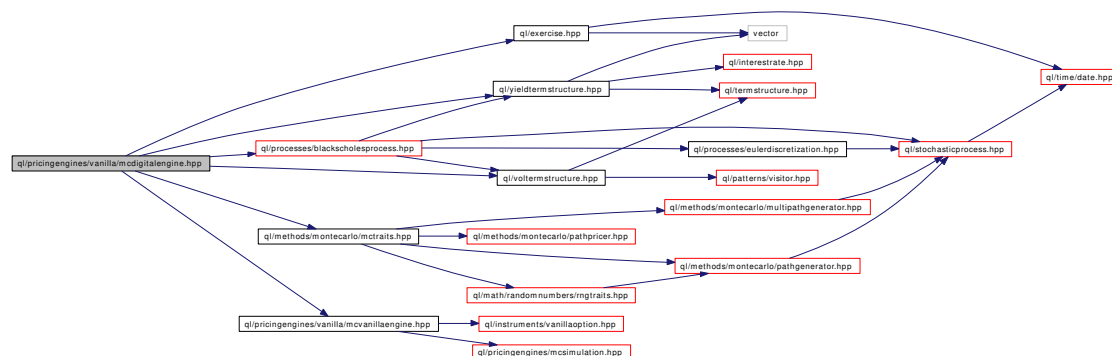 ql/exercise.hpp
vector
ql/interestrate.hpp
ql/time/date.hpp
ql/yieldtermstructure.hpp
ql/termstructure.hpp
ql/processes/blackscholesprocess.hpp
ql/processes/eulerdiscretization.hpp
ql/stochasticprocess.hpp
ql/pricingengines/vanilla/mcdigitalengine.hpp
ql/voltermstructure.hpp
ql/patterns/visitor.hpp
ql/methods/montecarlo/multipathgenerator.hpp
ql/methods/montecarlo/mctraits.hpp
ql/methods/montecarlo/pathpricer.hpp
ql/methods/montecarlo/pathgenerator.hpp
ql/math/randomnumbers/rngtraits.hpp
ql/pricingengines/vanilla/mcvanillaengine.hpp
ql/instruments/vanillaoption.hpp
ql/pricingengines/mcsimulation.hpp